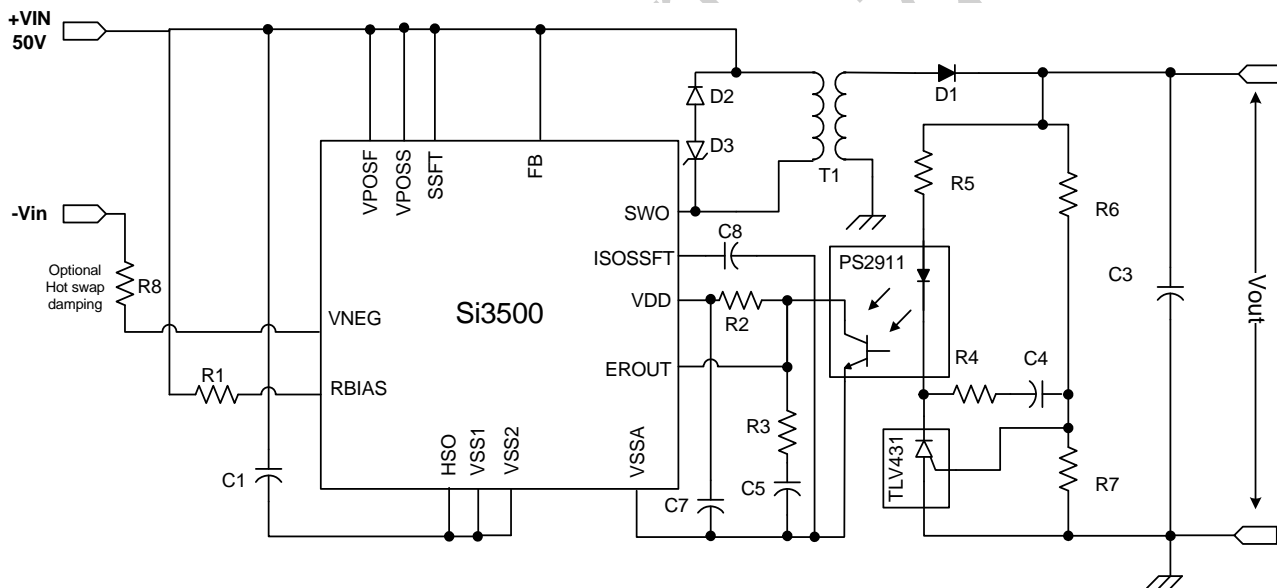 +VIN
50V
-Vin
Optional
Hot swap
damping
R8
R1
C1
VPOSF
VPOSS
SSFT
FB
VNEG
RBIAS
Si3500
SWO
ISOSSFT
VDD
EROUT
HSO
VSS1
VSS2
VSSA
D2
D3
T1
D1
C8
R2
R3
C5
C7
PS2911
R5
R6
R4
C4
TLV431
R7
C3
Vout